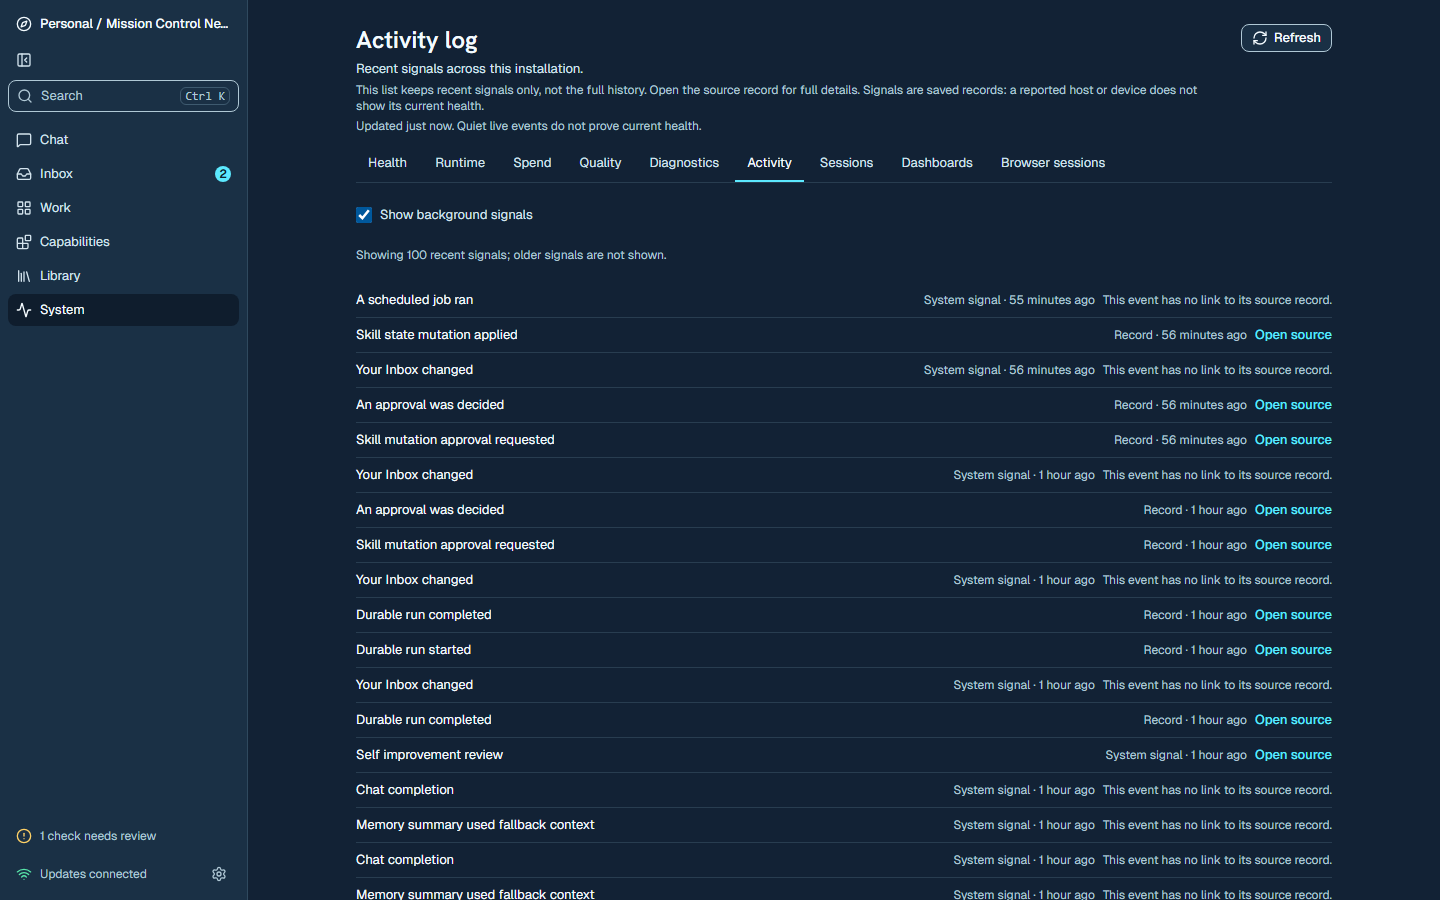 Personal / Mission Control Ne...
Search
Ctrl K
Chat
Inbox
2
Work
Capabilities
Library
System
1 check needs review
Updates connected
Activity log
Refresh
Recent signals across this installation.
This list keeps recent signals only, not the full history. Open the source record for full details. Signals are saved records: a reported host or device does not
show its current health.
Updated just now. Quiet live events do not prove current health.
Health Runtime Spend Quality Diagnostics Activity Sessions Dashboards Browser sessions
Show background signals
Showing 100 recent signals; older signals are not shown.
A scheduled job ran System signal · 55 minutes ago This event has no link to its source record.
Skill state mutation applied Record · 56 minutes ago Open source
Your Inbox changed System signal · 56 minutes ago This event has no link to its source record.
An approval was decided Record · 56 minutes ago Open source
Skill mutation approval requested Record · 56 minutes ago Open source
Your Inbox changed System signal · 1 hour ago This event has no link to its source record.
An approval was decided Record · 1 hour ago Open source
Skill mutation approval requested Record · 1 hour ago Open source
Your Inbox changed System signal · 1 hour ago This event has no link to its source record.
Durable run completed Record · 1 hour ago Open source
Durable run started Record · 1 hour ago Open source
Your Inbox changed System signal · 1 hour ago This event has no link to its source record.
Durable run completed Record · 1 hour ago Open source
Self improvement review System signal · 1 hour ago Open source
Chat completion System signal · 1 hour ago This event has no link to its source record.
Memory summary used fallback context System signal · 1 hour ago This event has no link to its source record.
Chat completion System signal · 1 hour ago This event has no link to its source record.
Memory summary used fallback context System signal · 1 hour ago This event has no link to its source record.